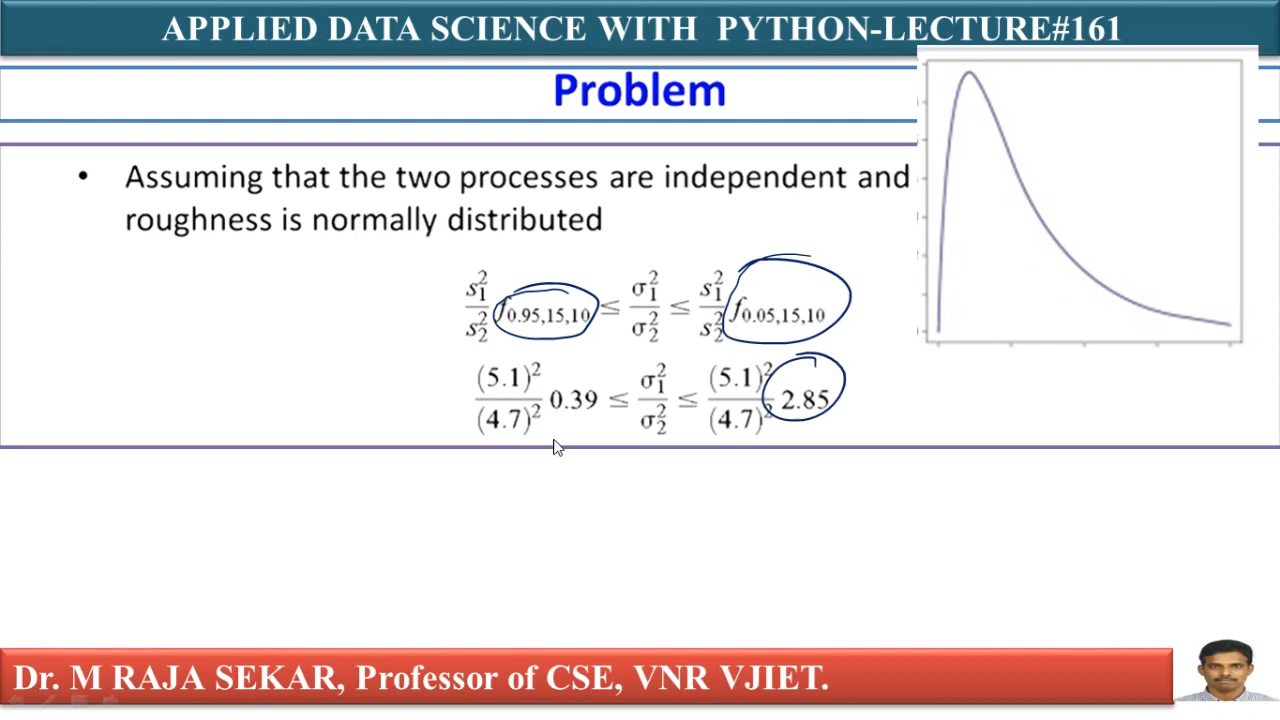 APPLIED DATA SCIENCE WITH PYTHON-LECTURE#161
Problem
• Assuming that the two processes are independent and
roughness is normally distributed
s₁²/s₂² f₀.₉₅,₁₅,₁₀ ≤ σ₁²/σ₂² ≤ s₁²/s₂² f₀.₀₅,₁₅,₁₀
(5.1)²/(4.7)² 0.39 ≤ σ₁²/σ₂² ≤ (5.1)²/(4.7)² 2.85
Dr. M RAJA SEKAR, Professor of CSE, VNR VJIET.